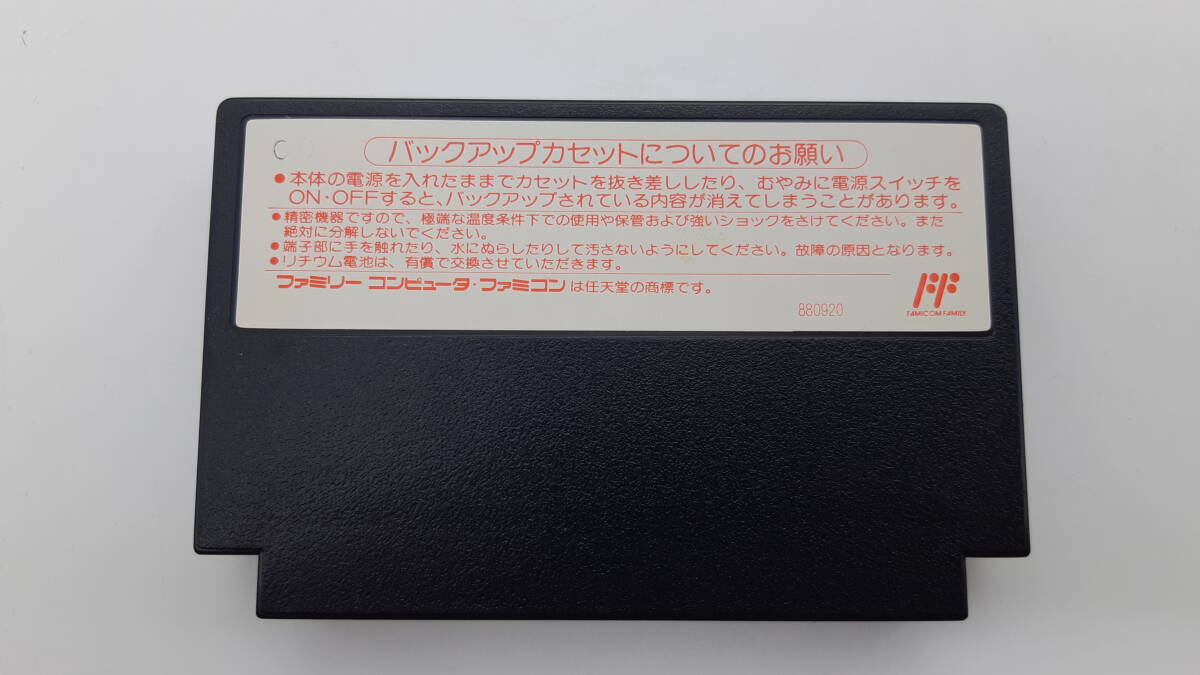 バックアップカセットについてのお願い
●本体の電源を入れたままでカセットを抜き差ししたり、むやみに電源スイッチを
ON・OFFすると、バックアップされている内容が消えてしまうことがあります。
●精密機器ですので、極端な温度条件下での使用や保管および強いショックをさけてください。また
絶対に分解しないでください。
●端子部に手を触れたり、水にぬらしたりして汚さないようにしてください。故障の原因となります。
●リチウム電池は、有償で交換させていただきます。
ファミリー コンピュータ・ファミコンは任天堂の商標です。
880920
FAMICOM FAMILY